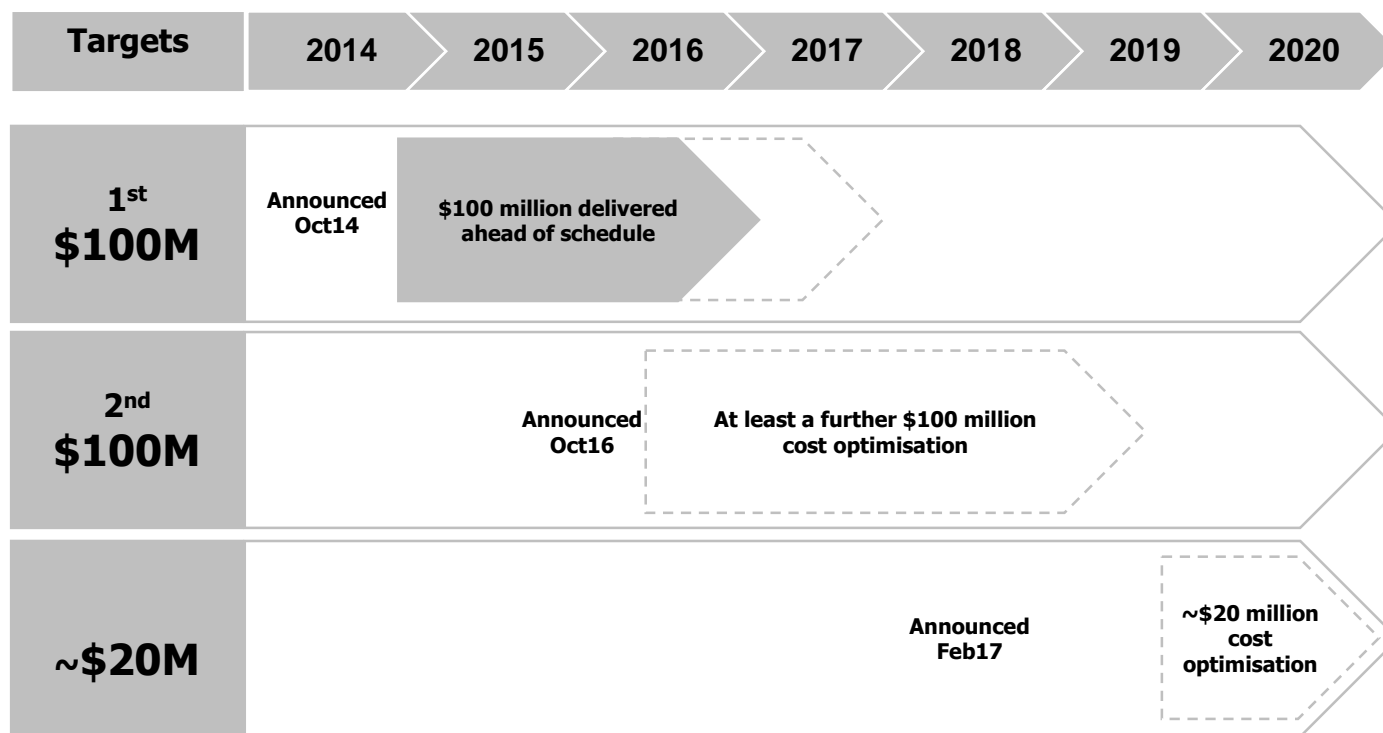 Targets
2014
2015
2016
2017
2018
2019
2020
1st
$100M
Announced
Oct14
$100 million delivered
ahead of schedule
2nd
$100M
Announced
Oct16
At least a further $100 million
cost optimisation
~$20M
Announced
Feb17
~$20 million
cost
optimisation